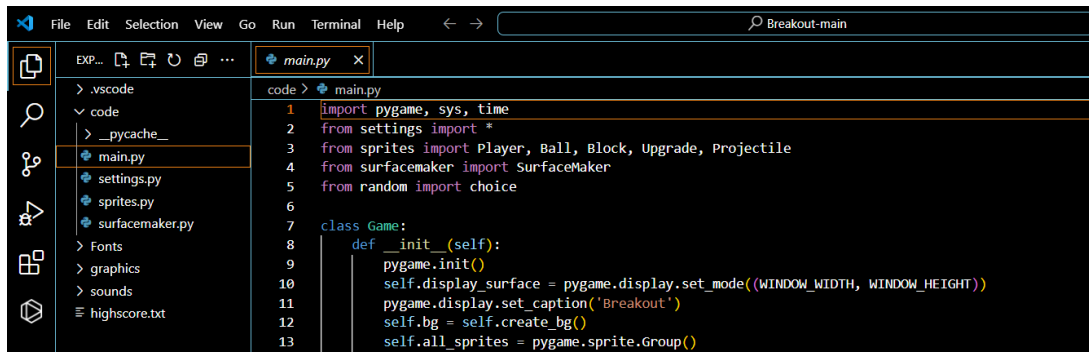 File Edit Selection View Go Run Terminal Help Breakout-main
EXP... main.py
.vscode
code
__pycache__
main.py
settings.py
sprites.py
surfacemaker.py
Fonts
graphics
sounds
highscore.txt
code > main.py
1 import pygame, sys, time
2 from settings import *
3 from sprites import Player, Ball, Block, Upgrade, Projectile
4 from surfacemaker import SurfaceMaker
5 from random import choice
6
7 class Game:
8 def __init__(self):
9 pygame.init()
10 self.display_surface = pygame.display.set_mode((WINDOW_WIDTH, WINDOW_HEIGHT))
11 pygame.display.set_caption('Breakout')
12 self.bg = self.create_bg()
13 self.all_sprites = pygame.sprite.Group()